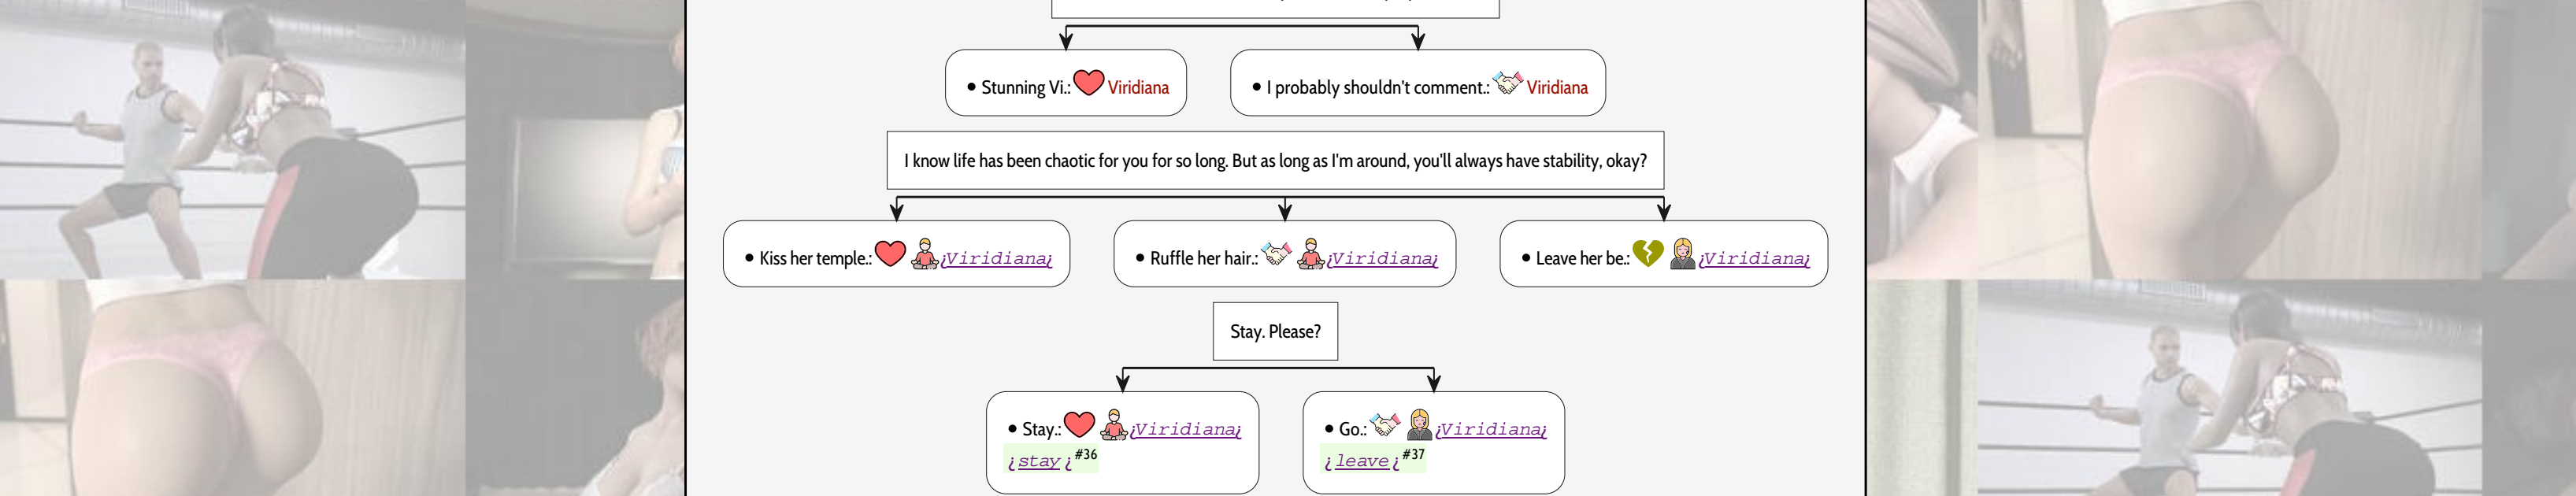 • Stunning Vi.: Viridiana
• I probably shouldn't comment.: Viridiana
I know life has been chaotic for you for so long. But as long as I'm around, you'll always have stability, okay?
• Kiss her temple.: ¿Viridiana¿
• Ruffle her hair.: ¿Viridiana¿
• Leave her be.: ¿Viridiana¿
Stay. Please?
• Stay.: ¿Viridiana¿
¿stay¿ #36
• Go.: ¿Viridiana¿
¿leave¿ #37